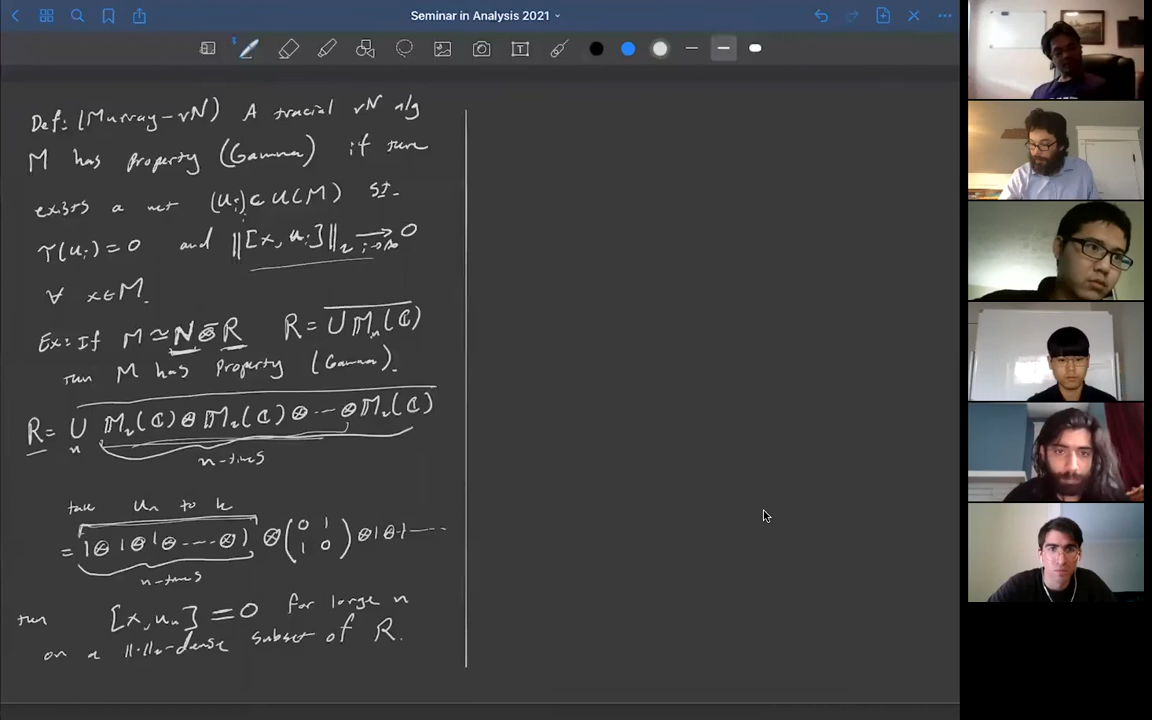 Seminar in Analysis 2021
Def: (Murray-vN) A tracial vN alg
M has property (Gamma) if there
exists a net (u_i) ⊂ U(M) st.
τ(u_i) = 0 and ||[x, u_i]||_2 → 0
i→∞
∀ x∈M.
Ex: If M ≃ N ⊗̄ R R = \overline{∪ M_n(ℂ)}
then M has Property (Gamma).
R = \overline{∪_n M_2(ℂ) ⊗ M_2(ℂ) ⊗ ... ⊗ M_2(ℂ)}
n-times
take u_n to be
= 1⊗1⊗1⊗....⊗1 ⊗ (0 1
1 0) ⊗1⊗1....
n-times
then [x, u_n] = 0 for large n
on a ||·||_2-dense subset of R.